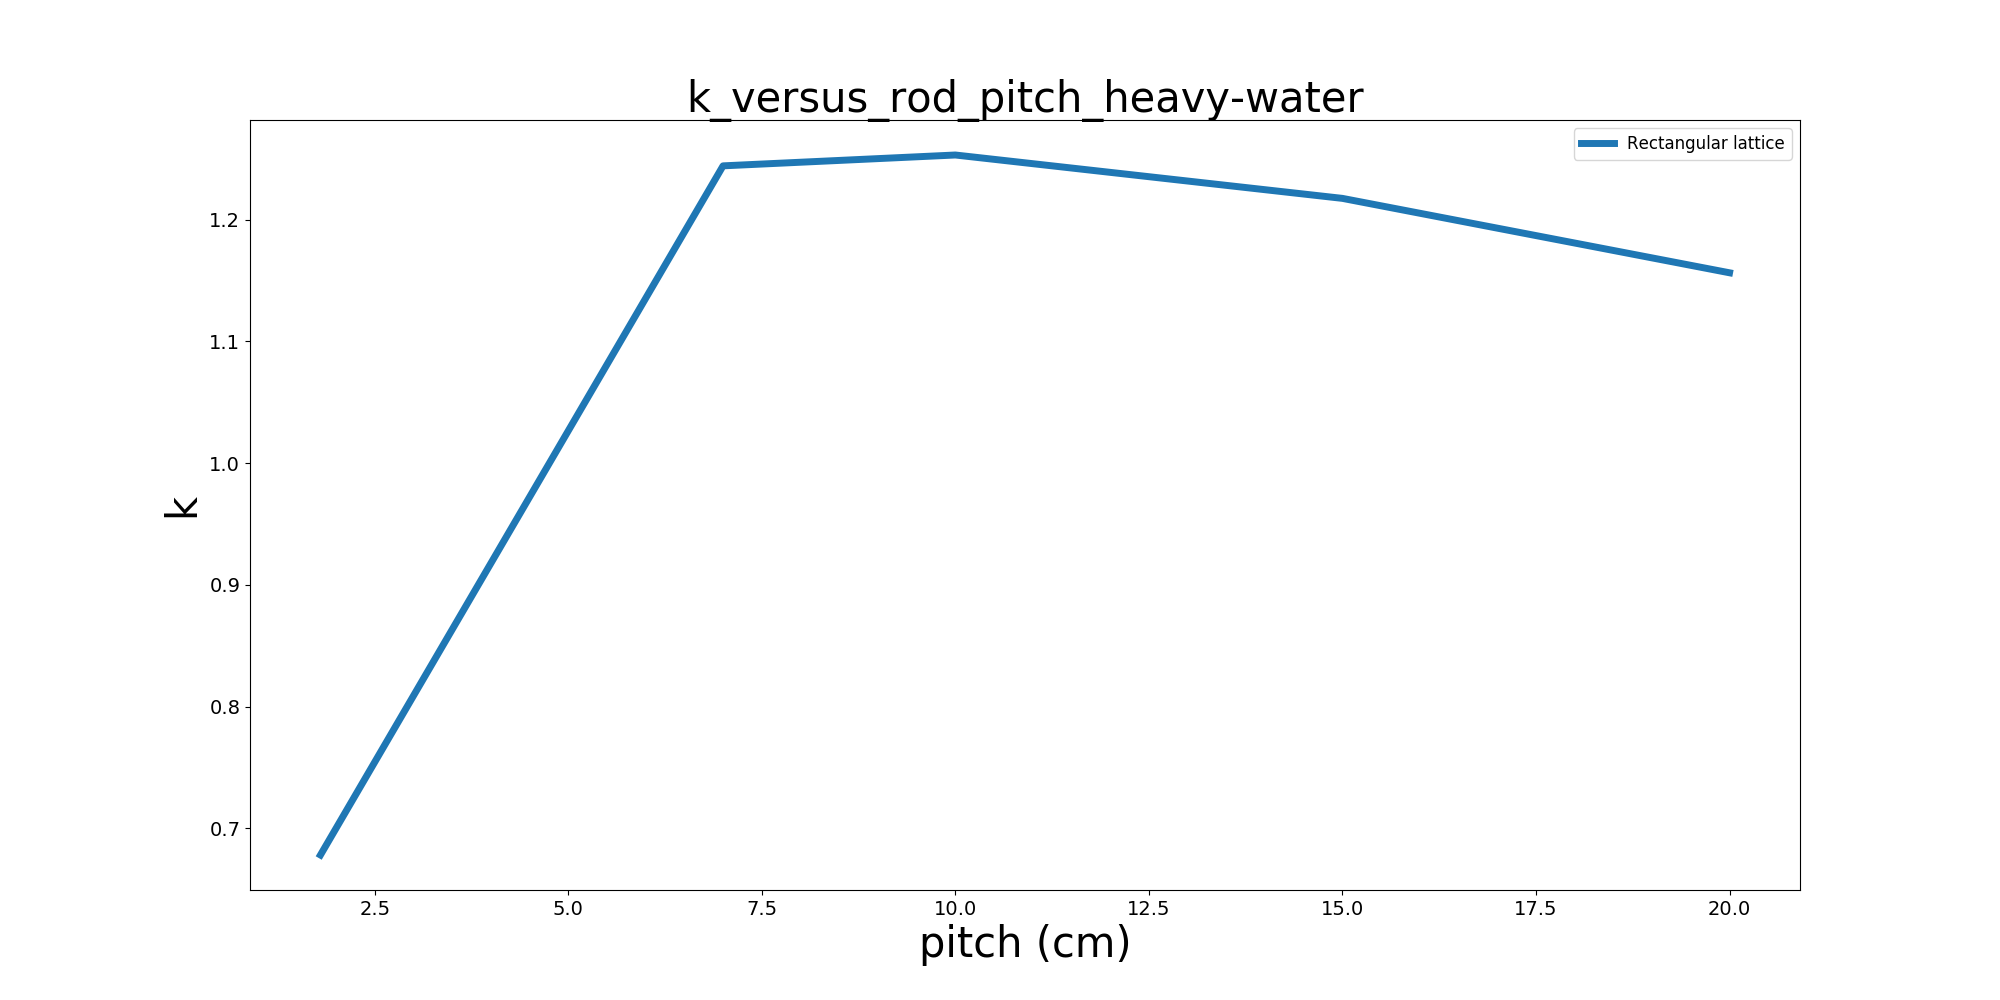 k_versus_rod_pitch_heavy-water
Rectangular lattice
1.2
1.1
1.0
0.9
0.8
0.7
k
2.5 5.0 7.5 10.0 12.5 15.0 17.5 20.0
pitch (cm)